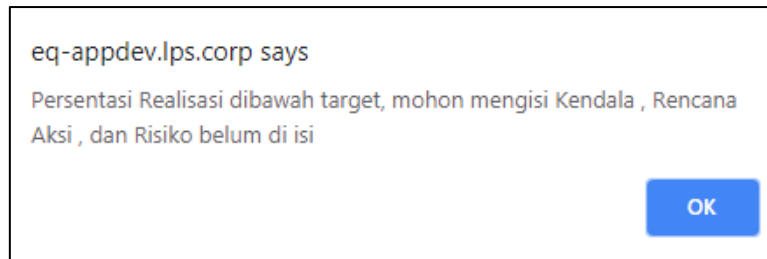 eq-appdev.lps.corp says
Persentasi Realisasi dibawah target, mohon mengisi Kendala , Rencana
Aksi , dan Risiko belum di isi
OK